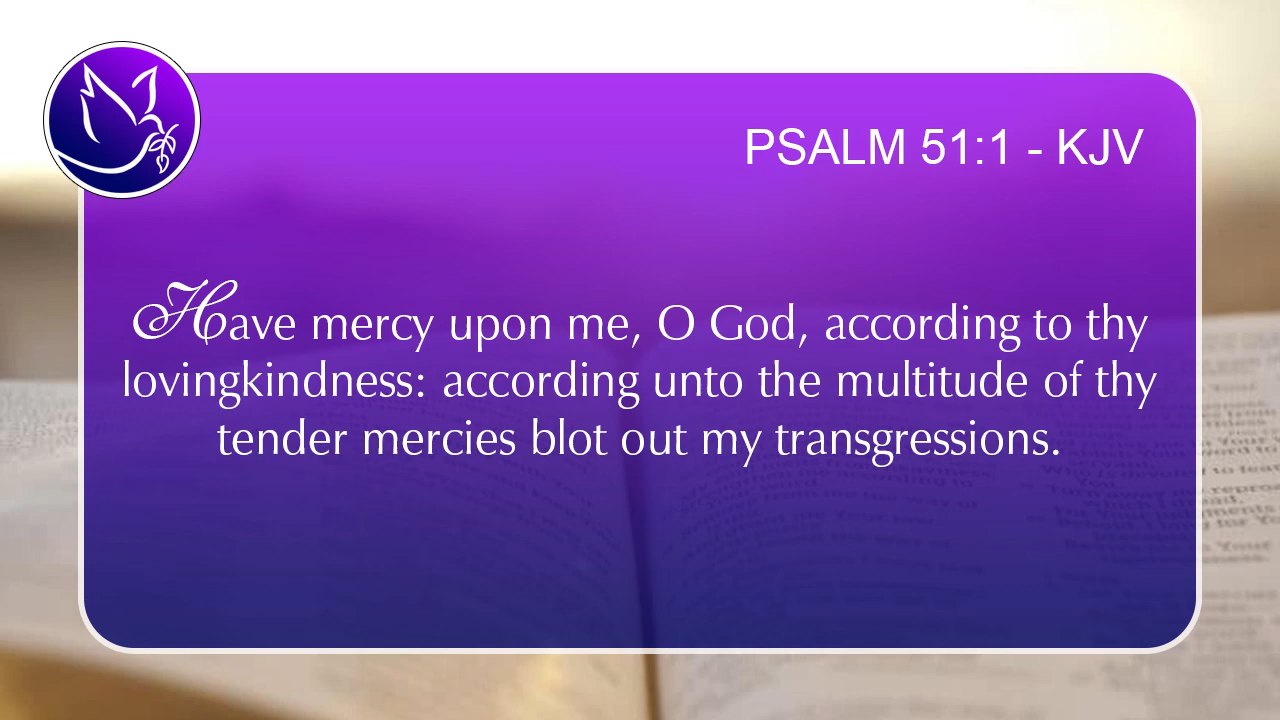 PSALM 51:1 - KJV
Have mercy upon me, O God, according to thy
lovingkindness: according unto the multitude of thy
tender mercies blot out my transgressions.